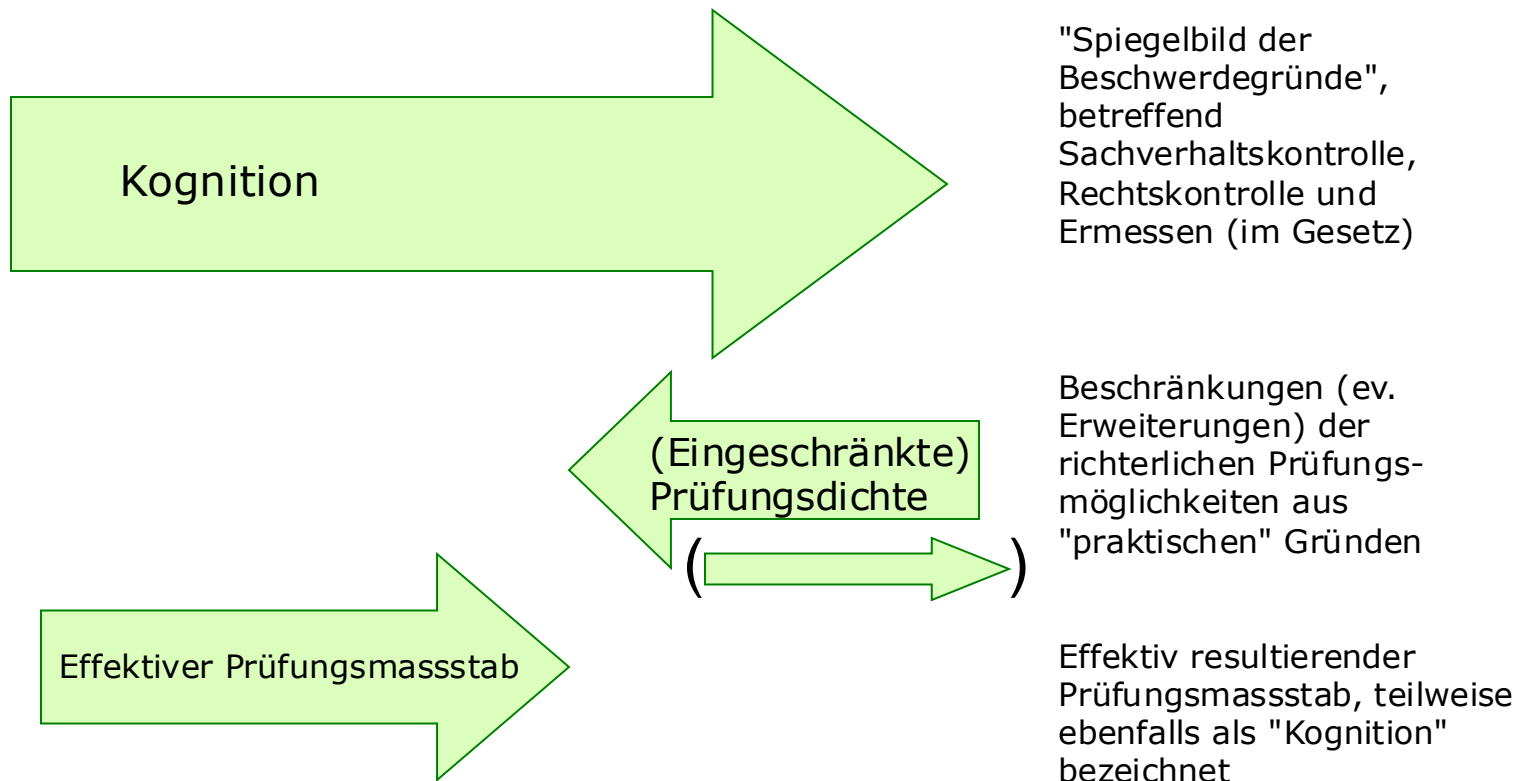 Kognition
"Spiegelbild der
Beschwerdegründe",
betreffend
Sachverhaltskontrolle,
Rechtskontrolle und
Ermessen (im Gesetz)
(Eingeschränkte)
Prüfungsdichte
( )
Beschränkungen (ev.
Erweiterungen) der
richterlichen Prüfungs-
möglichkeiten aus
"praktischen" Gründen
Effektiver Prüfungsmassstab
Effektiv resultierender
Prüfungsmassstab, teilweise
ebenfalls als "Kognition"
bezeichnet